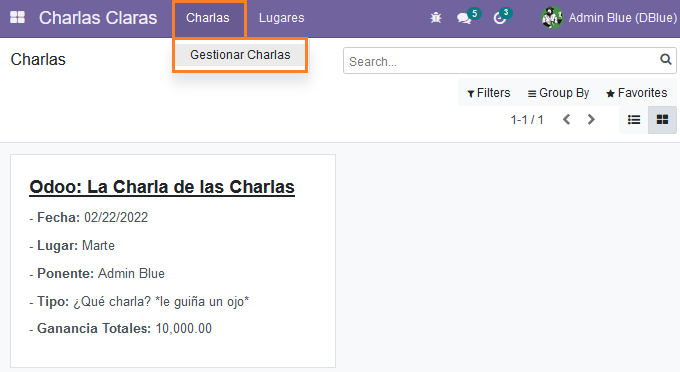 Charlas Claras Charlas Lugares 5 3 Admin Blue (DBlue)
Gestionar Charlas
Charlas
Search...
Filters Group By Favorites
1-1 / 1
Odoo: La Charla de las Charlas
- Fecha: 02/22/2022
- Lugar: Marte
- Ponente: Admin Blue
- Tipo: ¿Qué charla? *le guiña un ojo*
- Ganancia Totales: 10,000.00